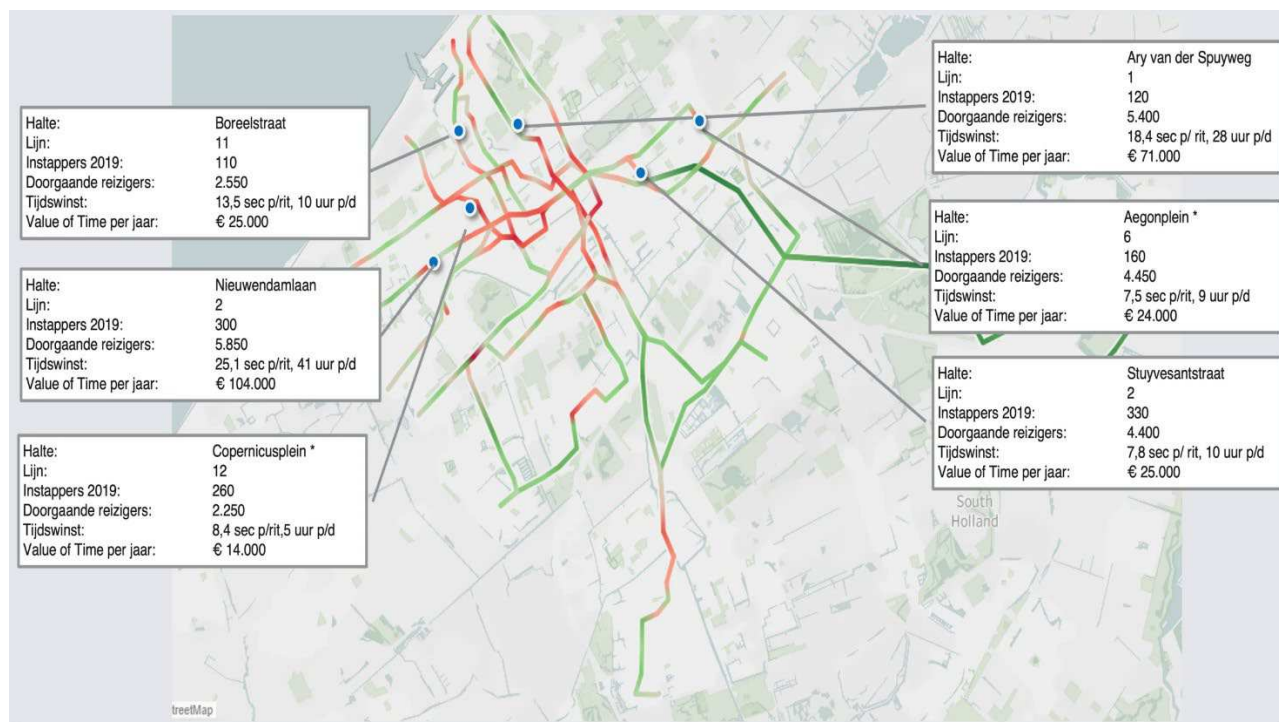 Halte: Boreelstraat
Lijn: 11
Instappers 2019: 110
Doorgaande reizigers: 2.550
Tijdswinst: 13,5 sec p/rit, 10 uur p/d
Value of Time per jaar: € 25.000
Halte: Nieuwendamlaan
Lijn: 2
Instappers 2019: 300
Doorgaande reizigers: 5.850
Tijdswinst: 25,1 sec p/rit, 41 uur p/d
Value of Time per jaar: € 104.000
Halte: Copernicusplein *
Lijn: 12
Instappers 2019: 260
Doorgaande reizigers: 2.250
Tijdswinst: 8,4 sec p/rit,5 uur p/d
Value of Time per jaar: € 14.000
Halte: Ary van der Spuyweg
Lijn: 1
Instappers 2019: 120
Doorgaande reizigers: 5.400
Tijdswinst: 18,4 sec p/ rit, 28 uur p/d
Value of Time per jaar: € 71.000
Halte: Aegonplein *
Lijn: 6
Instappers 2019: 160
Doorgaande reizigers: 4.450
Tijdswinst: 7,5 sec p/rit, 9 uur p/d
Value of Time per jaar: € 24.000
Halte: Stuyvesantstraat
Lijn: 2
Instappers 2019: 330
Doorgaande reizigers: 4.400
Tijdswinst: 7,8 sec p/ rit, 10 uur p/d
Value of Time per jaar: € 25.000
South
Holland
treetMap